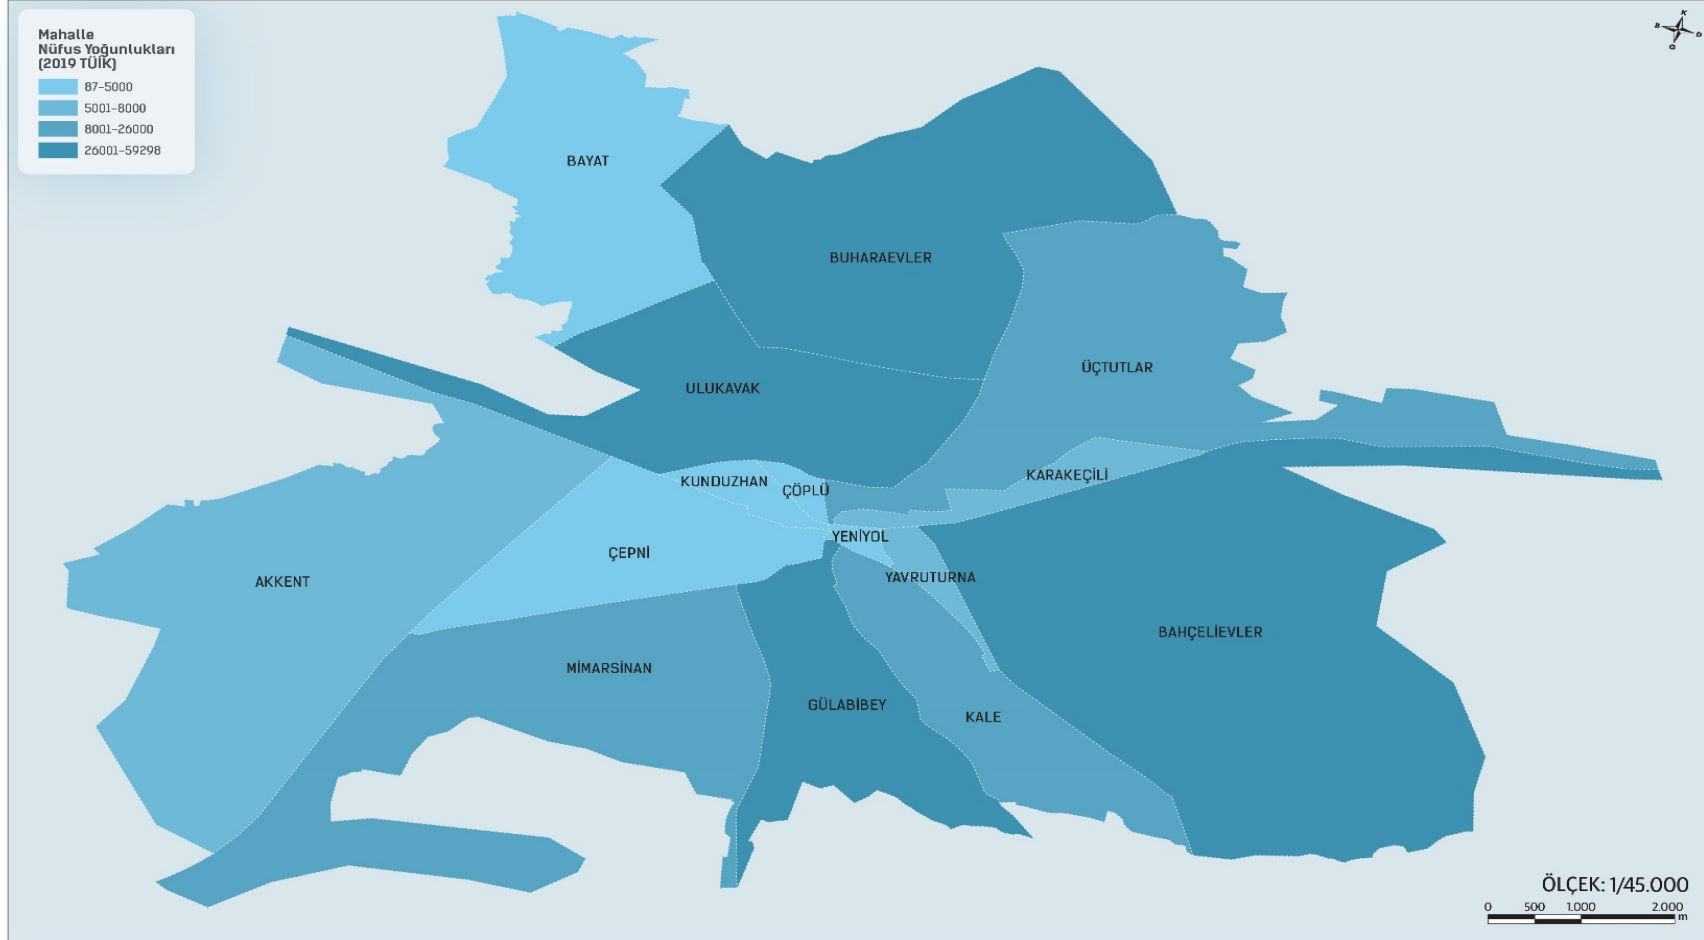 Mahalle
Nüfus Yoğunlukları
(2019 TÜİK)
87-5000
5001-8000
8001-26000
26001-59298
K
B
D
G
BAYAT
BUHARAEVLER
ÜÇTUTLAR
ULUKAVAK
KARAKEÇİLİ
KUNDUZHAN
ÇÖPLÜ
YENİYOL
ÇEPNİ
YAVRUTURNA
AKKENT
BAHÇELİEVLER
MİMARSİNAN
GÜLABİBEY
KALE
ÖLÇEK: 1/45.000
0 500 1.000 2.000
m